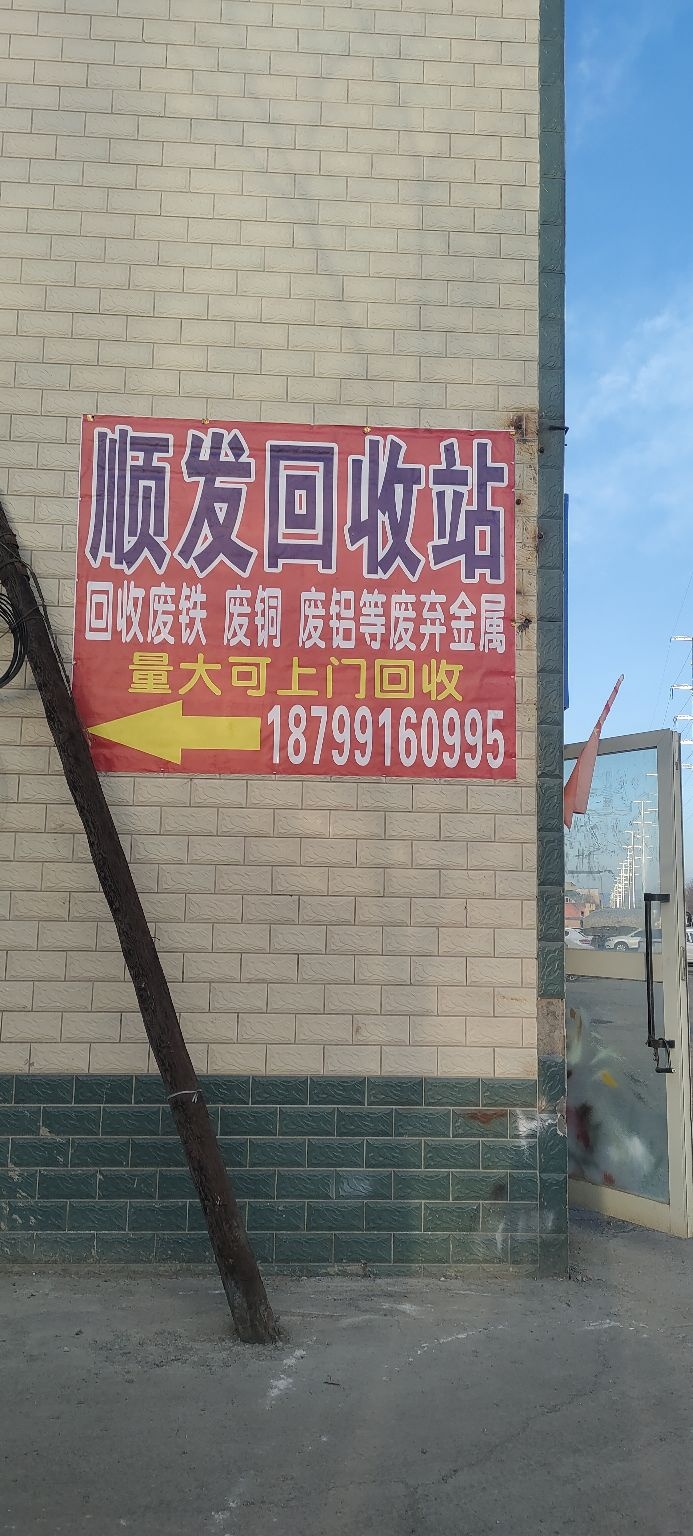 顺发回收站
回收废铁 废铜 废铝等废弃金属
量大可上门回收
18799160995